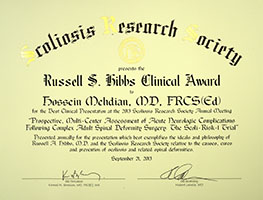 Scoliosis Research Society
presents the
Russell S. Hibbs Clinical Award
to
Hossein Mehdian, MD, FRCS(Ed)
for the Best Clinical Presentation at the 2013 Scoliosis Research Society Annual Meeting
"Prospective, Multi-Center Assessment of Acute Neurologic Complications
Following Complex Adult Spinal Deformity Surgery: The Scoli-Risk-1 Trial"
Presented annually for the presentation which best exemplifies the ideals and philosophy of
Russell A. Hibbs, MD, and the Scoliosis Research Society relation to the causes, cures
and prevention of scoliosis and related spinal deformities.
September 21, 2013